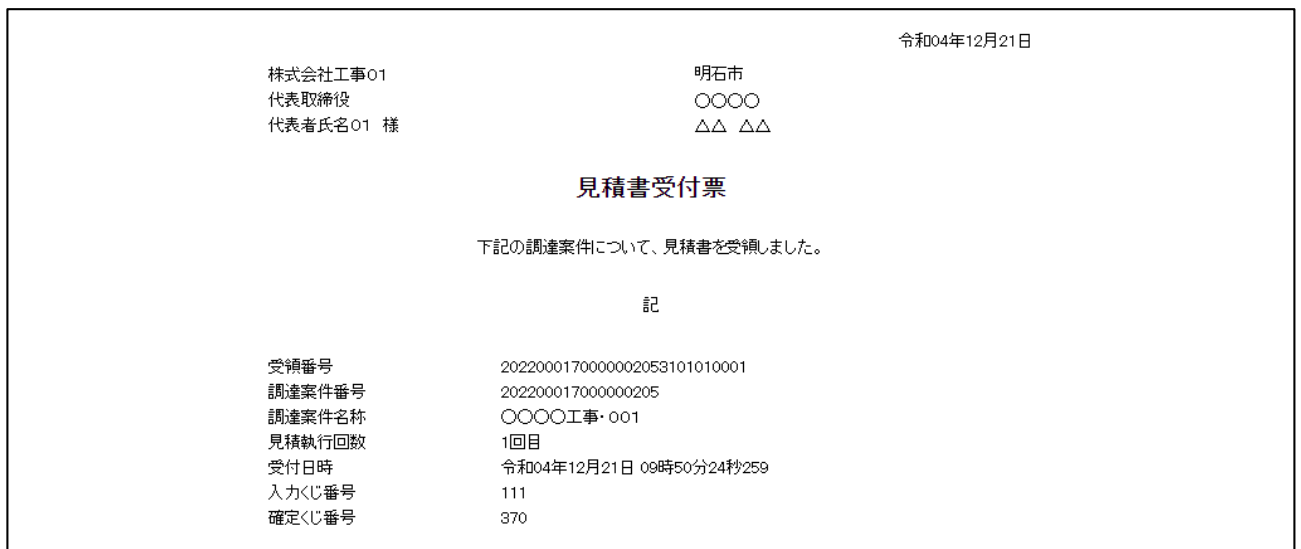 令和04年12月21日
株式会社工事01 明石市
代表取締役 〇〇〇〇
代表者氏名01 様 △△ △△
見積書受付票
下記の調達案件について、見積書を受領しました。
記
受領番号 2022000170000002053101010001
調達案件番号 202200017000000205
調達案件名称 〇〇〇〇工事・001
見積執行回数 1回目
受付日時 令和04年12月21日 09時50分24秒259
入力くじ番号 111
確定くじ番号 370